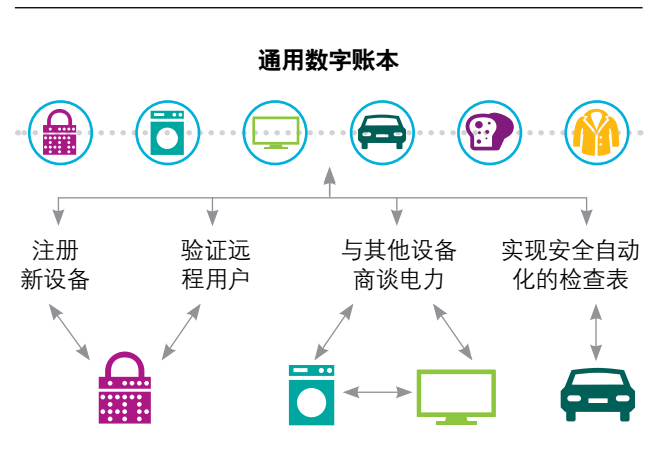 通用数字账本
注册
新设备
验证远
程用户
与其他设备
商谈电力
实现安全自动
化的检查表